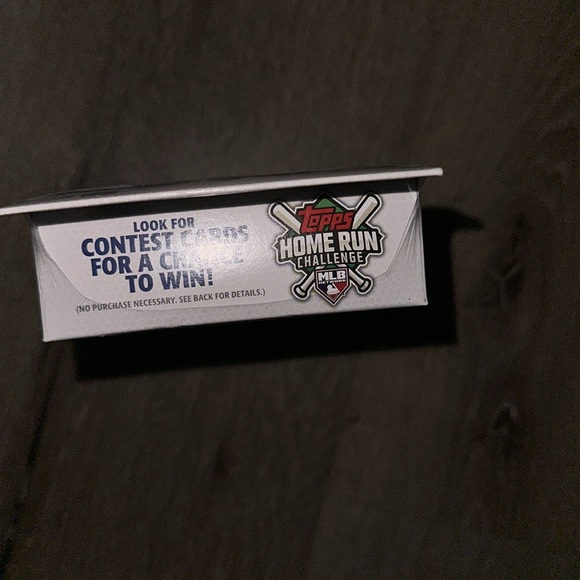 LOOK FOR
CONTEST CARDS
FOR A CHANCE
TO WIN!
(NO PURCHASE NECESSARY. SEE BACK FOR DETAILS.)
Topps
HOME RUN
CHALLENGE
MLB
NETWORK